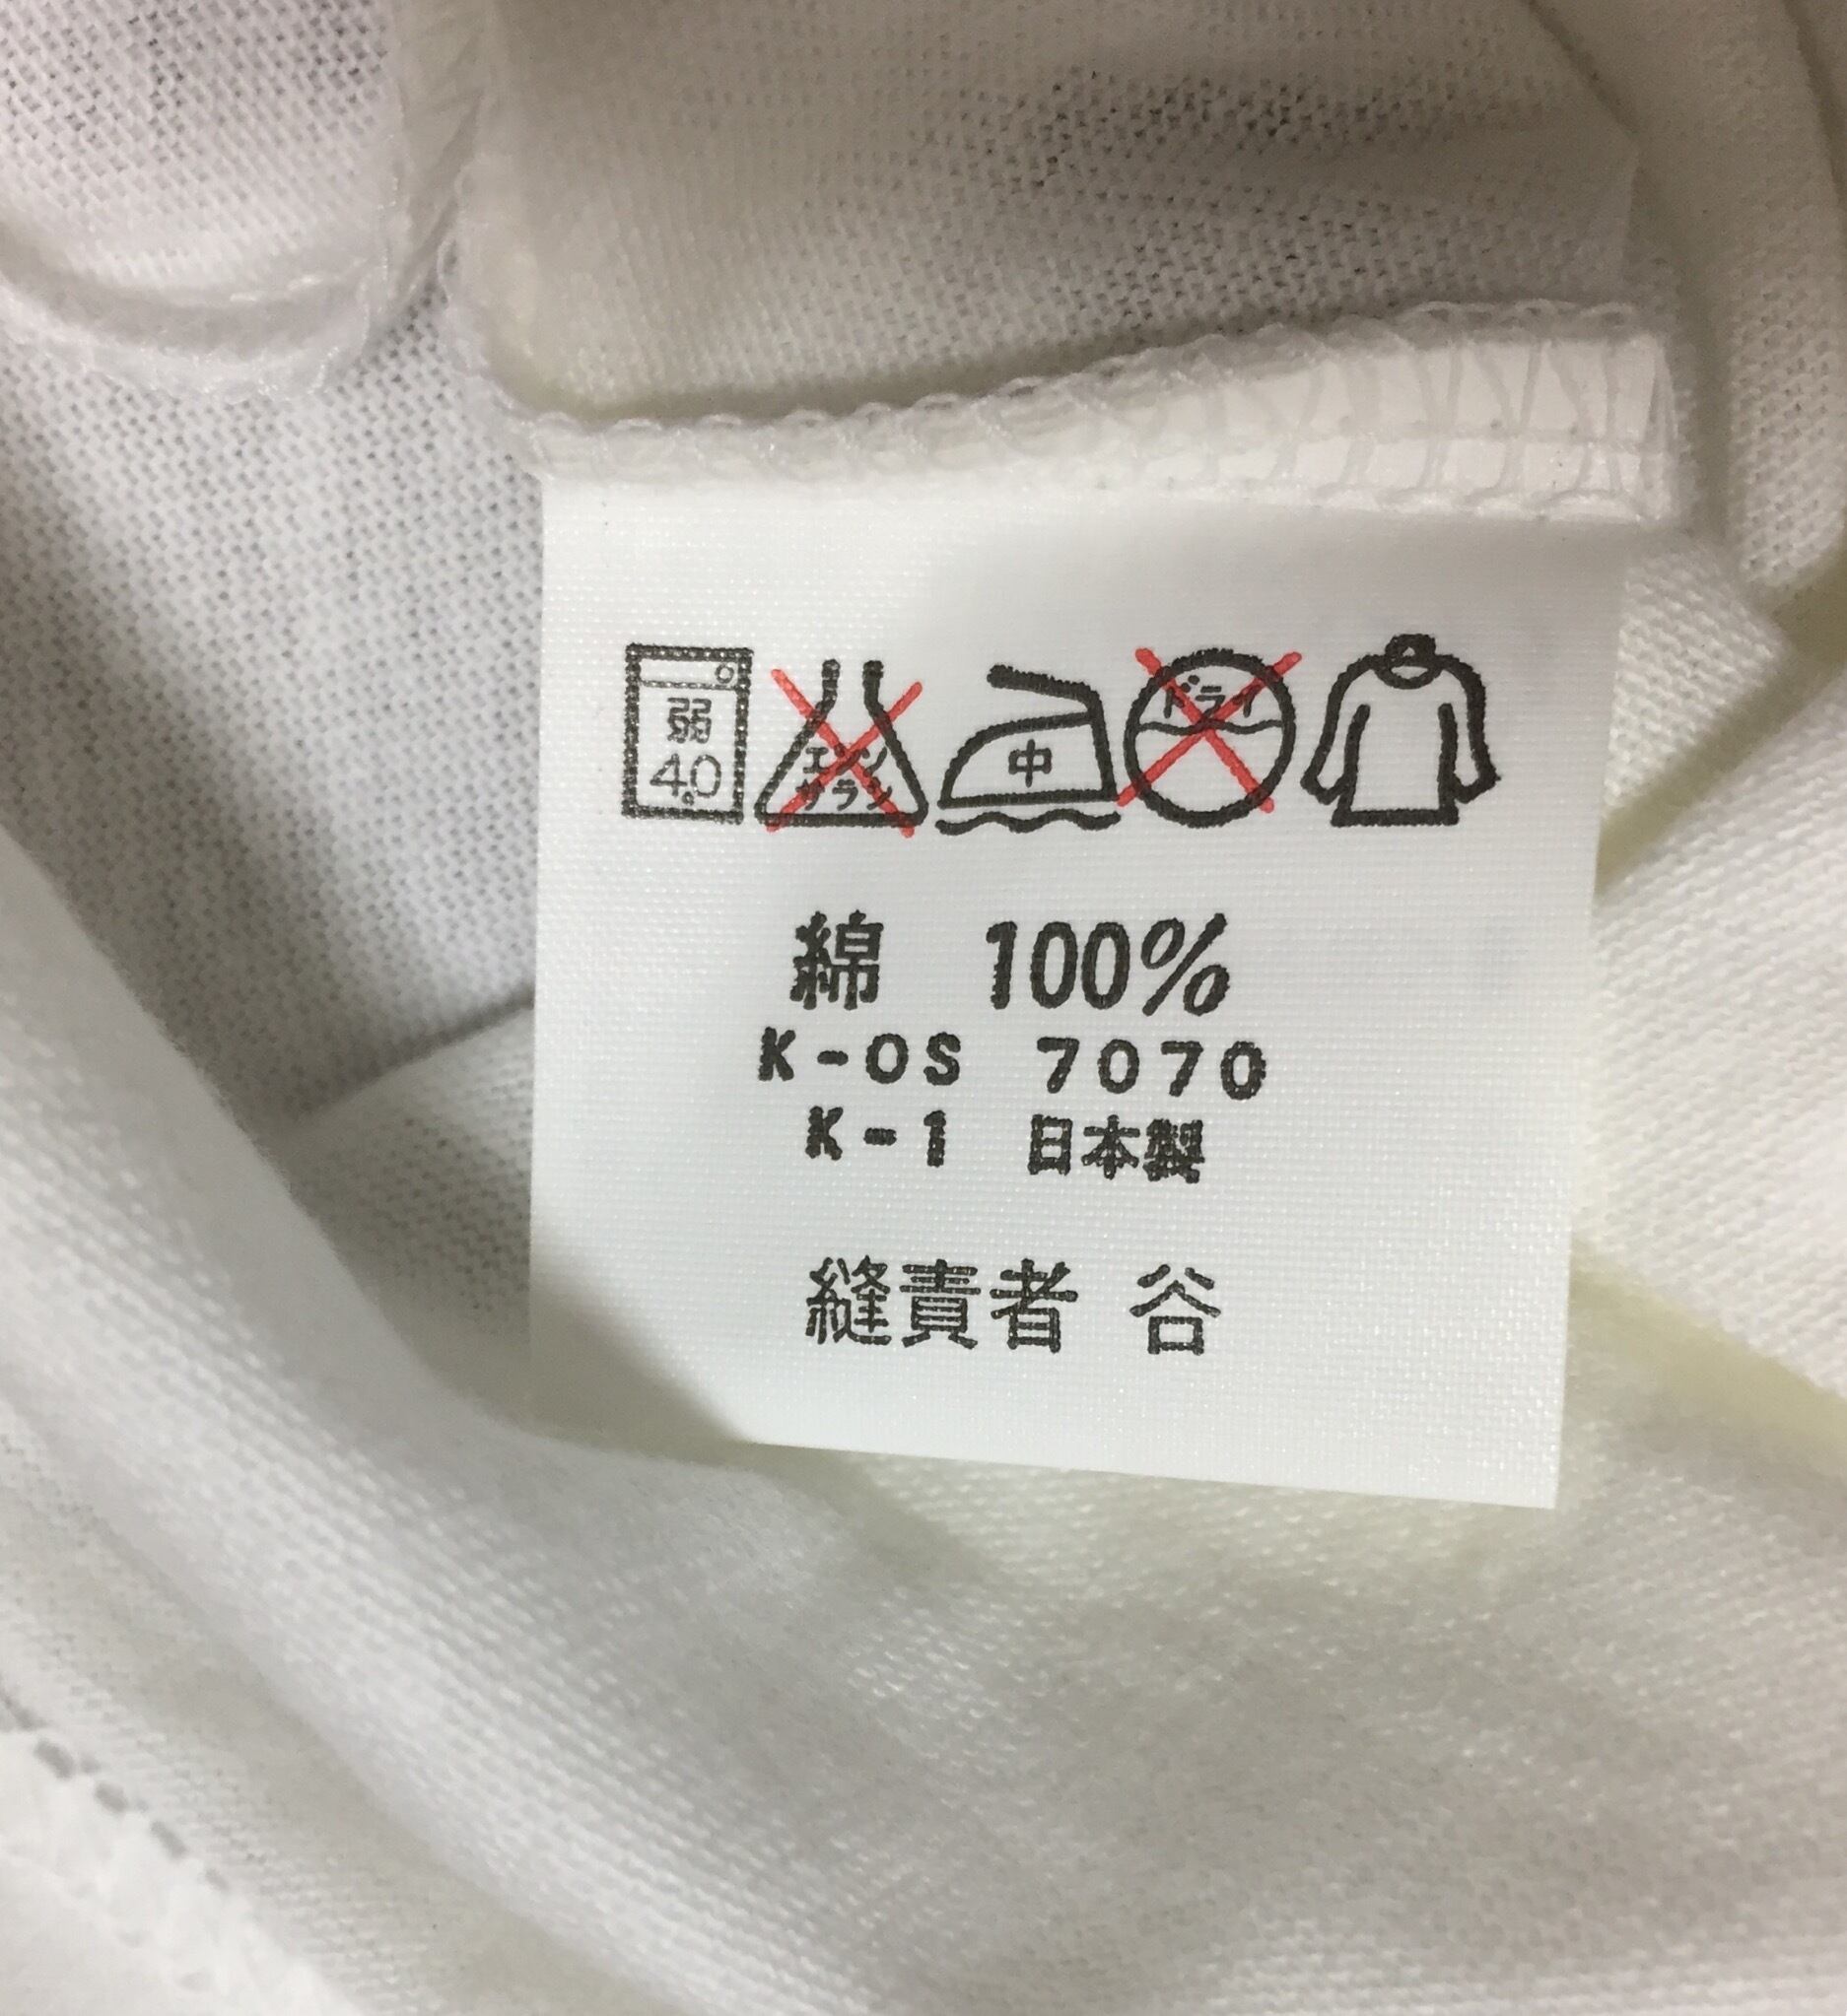 弱 40 エンソサラシ 中 ドライ
綿 100%
K-OS 7070
K-1 日本製
縫責者 谷